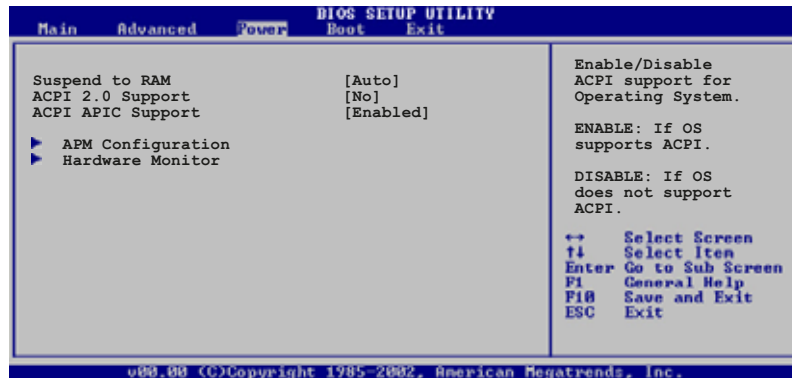 BIOS SETUP UTILITY
Main Advanced Power Boot Exit
Suspend to RAM [Auto]
ACPI 2.0 Support [No]
ACPI APIC Support [Enabled]
APM Configuration
Hardware Monitor
Enable/Disable
ACPI support for
Operating System.
ENABLE: If OS
supports ACPI.
DISABLE: If OS
does not support
ACPI.
↔ Select Screen
↑↓ Select Item
Enter Go to Sub Screen
F1 General Help
F10 Save and Exit
ESC Exit
v00.00 (C)Copyright 1985-2002, American Megatrends, Inc.